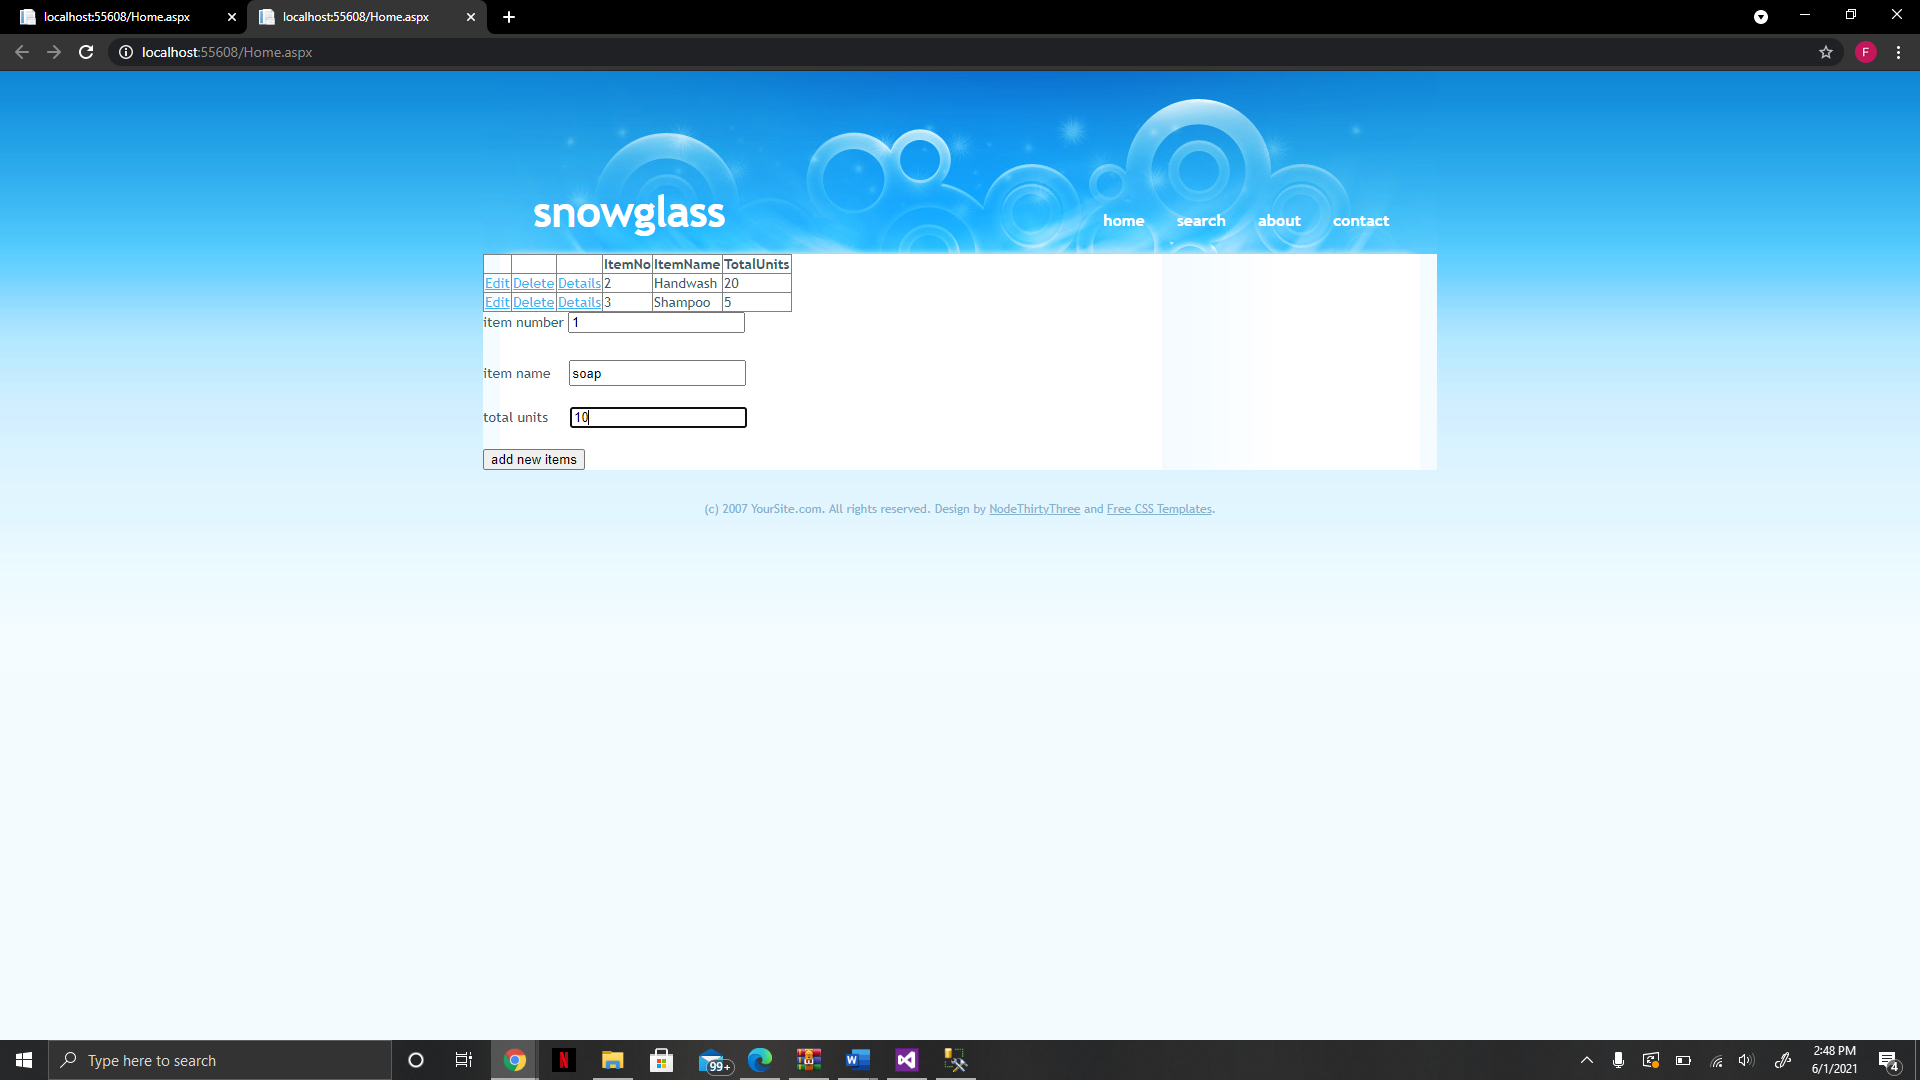 localhost:55608/Home.aspx
localhost:55608/Home.aspx
localhost:55608/Home.aspx
F
snowglass
home search about contact
ItemNo ItemName TotalUnits
Edit Delete Details 2 Handwash 20
Edit Delete Details 3 Shampoo 5
item number 1
item name soap
total units 10
add new items
(c) 2007 YourSite.com. All rights reserved. Design by NodeThirtyThree and Free CSS Templates.
Type here to search
N
99+
W
2:48 PM
6/1/2021
4